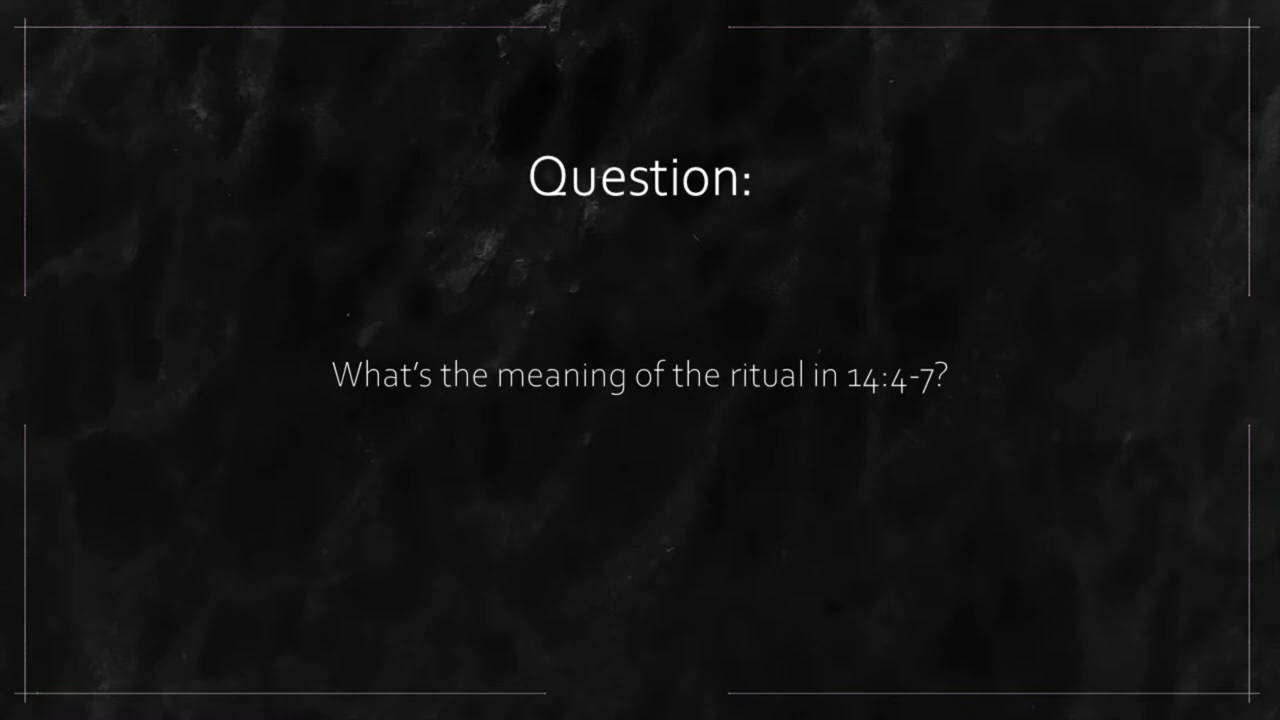 Question:
What’s the meaning of the ritual in 14:4-7?